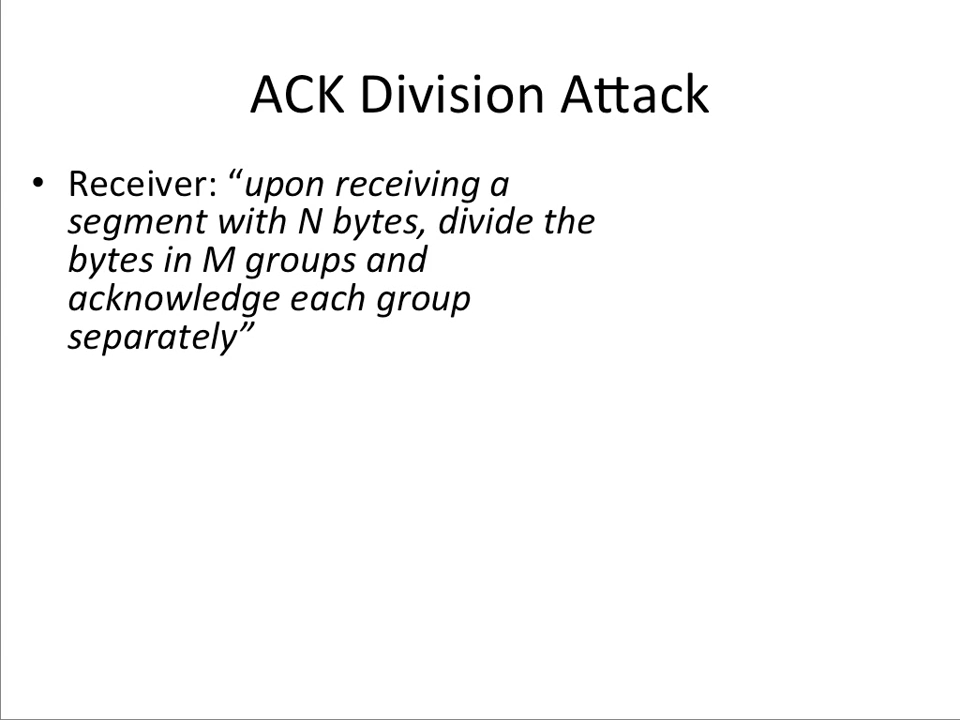 ACK Division Attack
• Receiver: “upon receiving a
segment with N bytes, divide the
bytes in M groups and
acknowledge each group
separately”